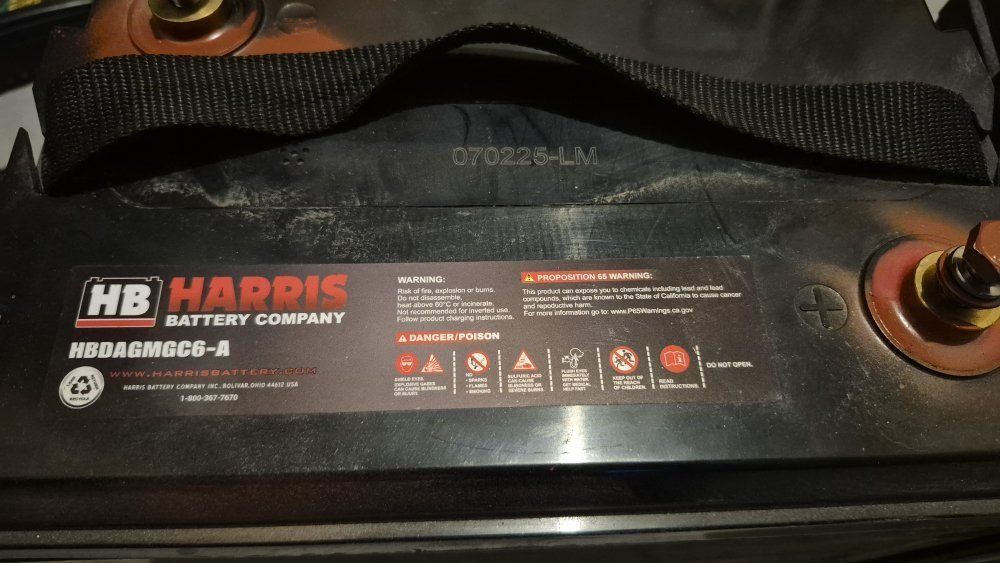 070225-LM
HB
HARRIS
BATTERY COMPANY
HBDAGMGC6-A
WWW.HARRISBATTERY.COM
HARRIS BATTERY COMPANY INC. BOLIVAR, OHIO 44612 USA
1-800-367-7670
RECYCLE
WARNING:
Risk of fire, explosion or burns.
Do not disassemble,
heat above 60°C or incinerate.
Not recommended for inverted use.
Follow product charging instructions.
PROPOSITION 65 WARNING:
This product can expose you to chemicals including lead and lead
compounds, which are known to the State of California to cause cancer
and reproductive harm.
For more information go to: www.P65Warnings.ca.gov
DANGER/POISON
SHIELD EYES
EXPLOSIVE GASES
CAN CAUSE BLINDNESS
OR INJURY.
NO
• SPARKS
• FLAMES
• SMOKING
SULFURIC ACID
CAN CAUSE
BLINDNESS OR
SEVERE BURNS.
FLUSH EYES
IMMEDIATELY
WITH WATER.
GET MEDICAL
HELP FAST.
KEEP OUT OF
THE REACH
OF CHILDREN.
READ
INSTRUCTIONS.
DO NOT OPEN.
+